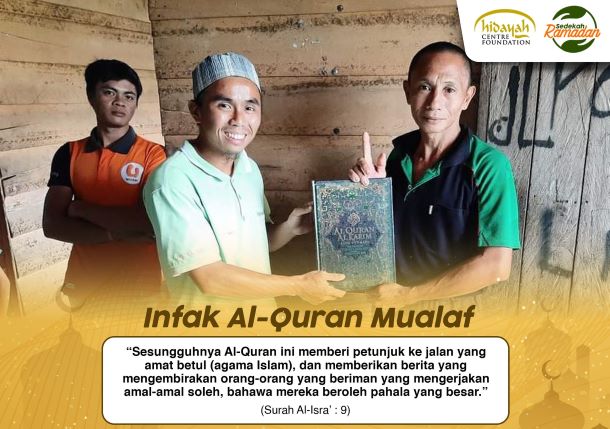 hidayah
CENTRE
FOUNDATION
Sedekah
Ramadan
AL QURAN
AL KARIM
Infak Al-Quran Mualaf
“Sesungguhnya Al-Quran ini memberi petunjuk ke jalan yang
amat betul (agama Islam), dan memberikan berita yang
mengembirakan orang-orang yang beriman yang mengerjakan
amal-amal soleh, bahawa mereka beroleh pahala yang besar.”
(Surah Al-Isra’ : 9)